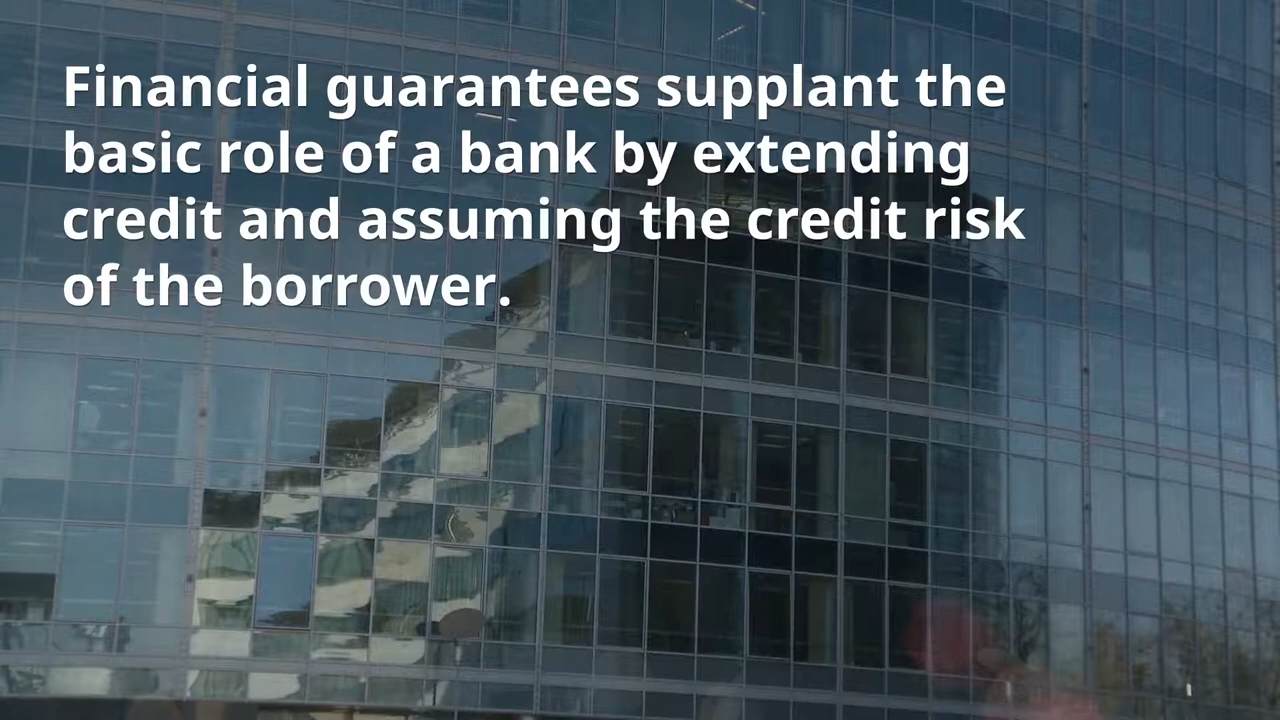 Financial guarantees supplant the
basic role of a bank by extending
credit and assuming the credit risk
of the borrower.